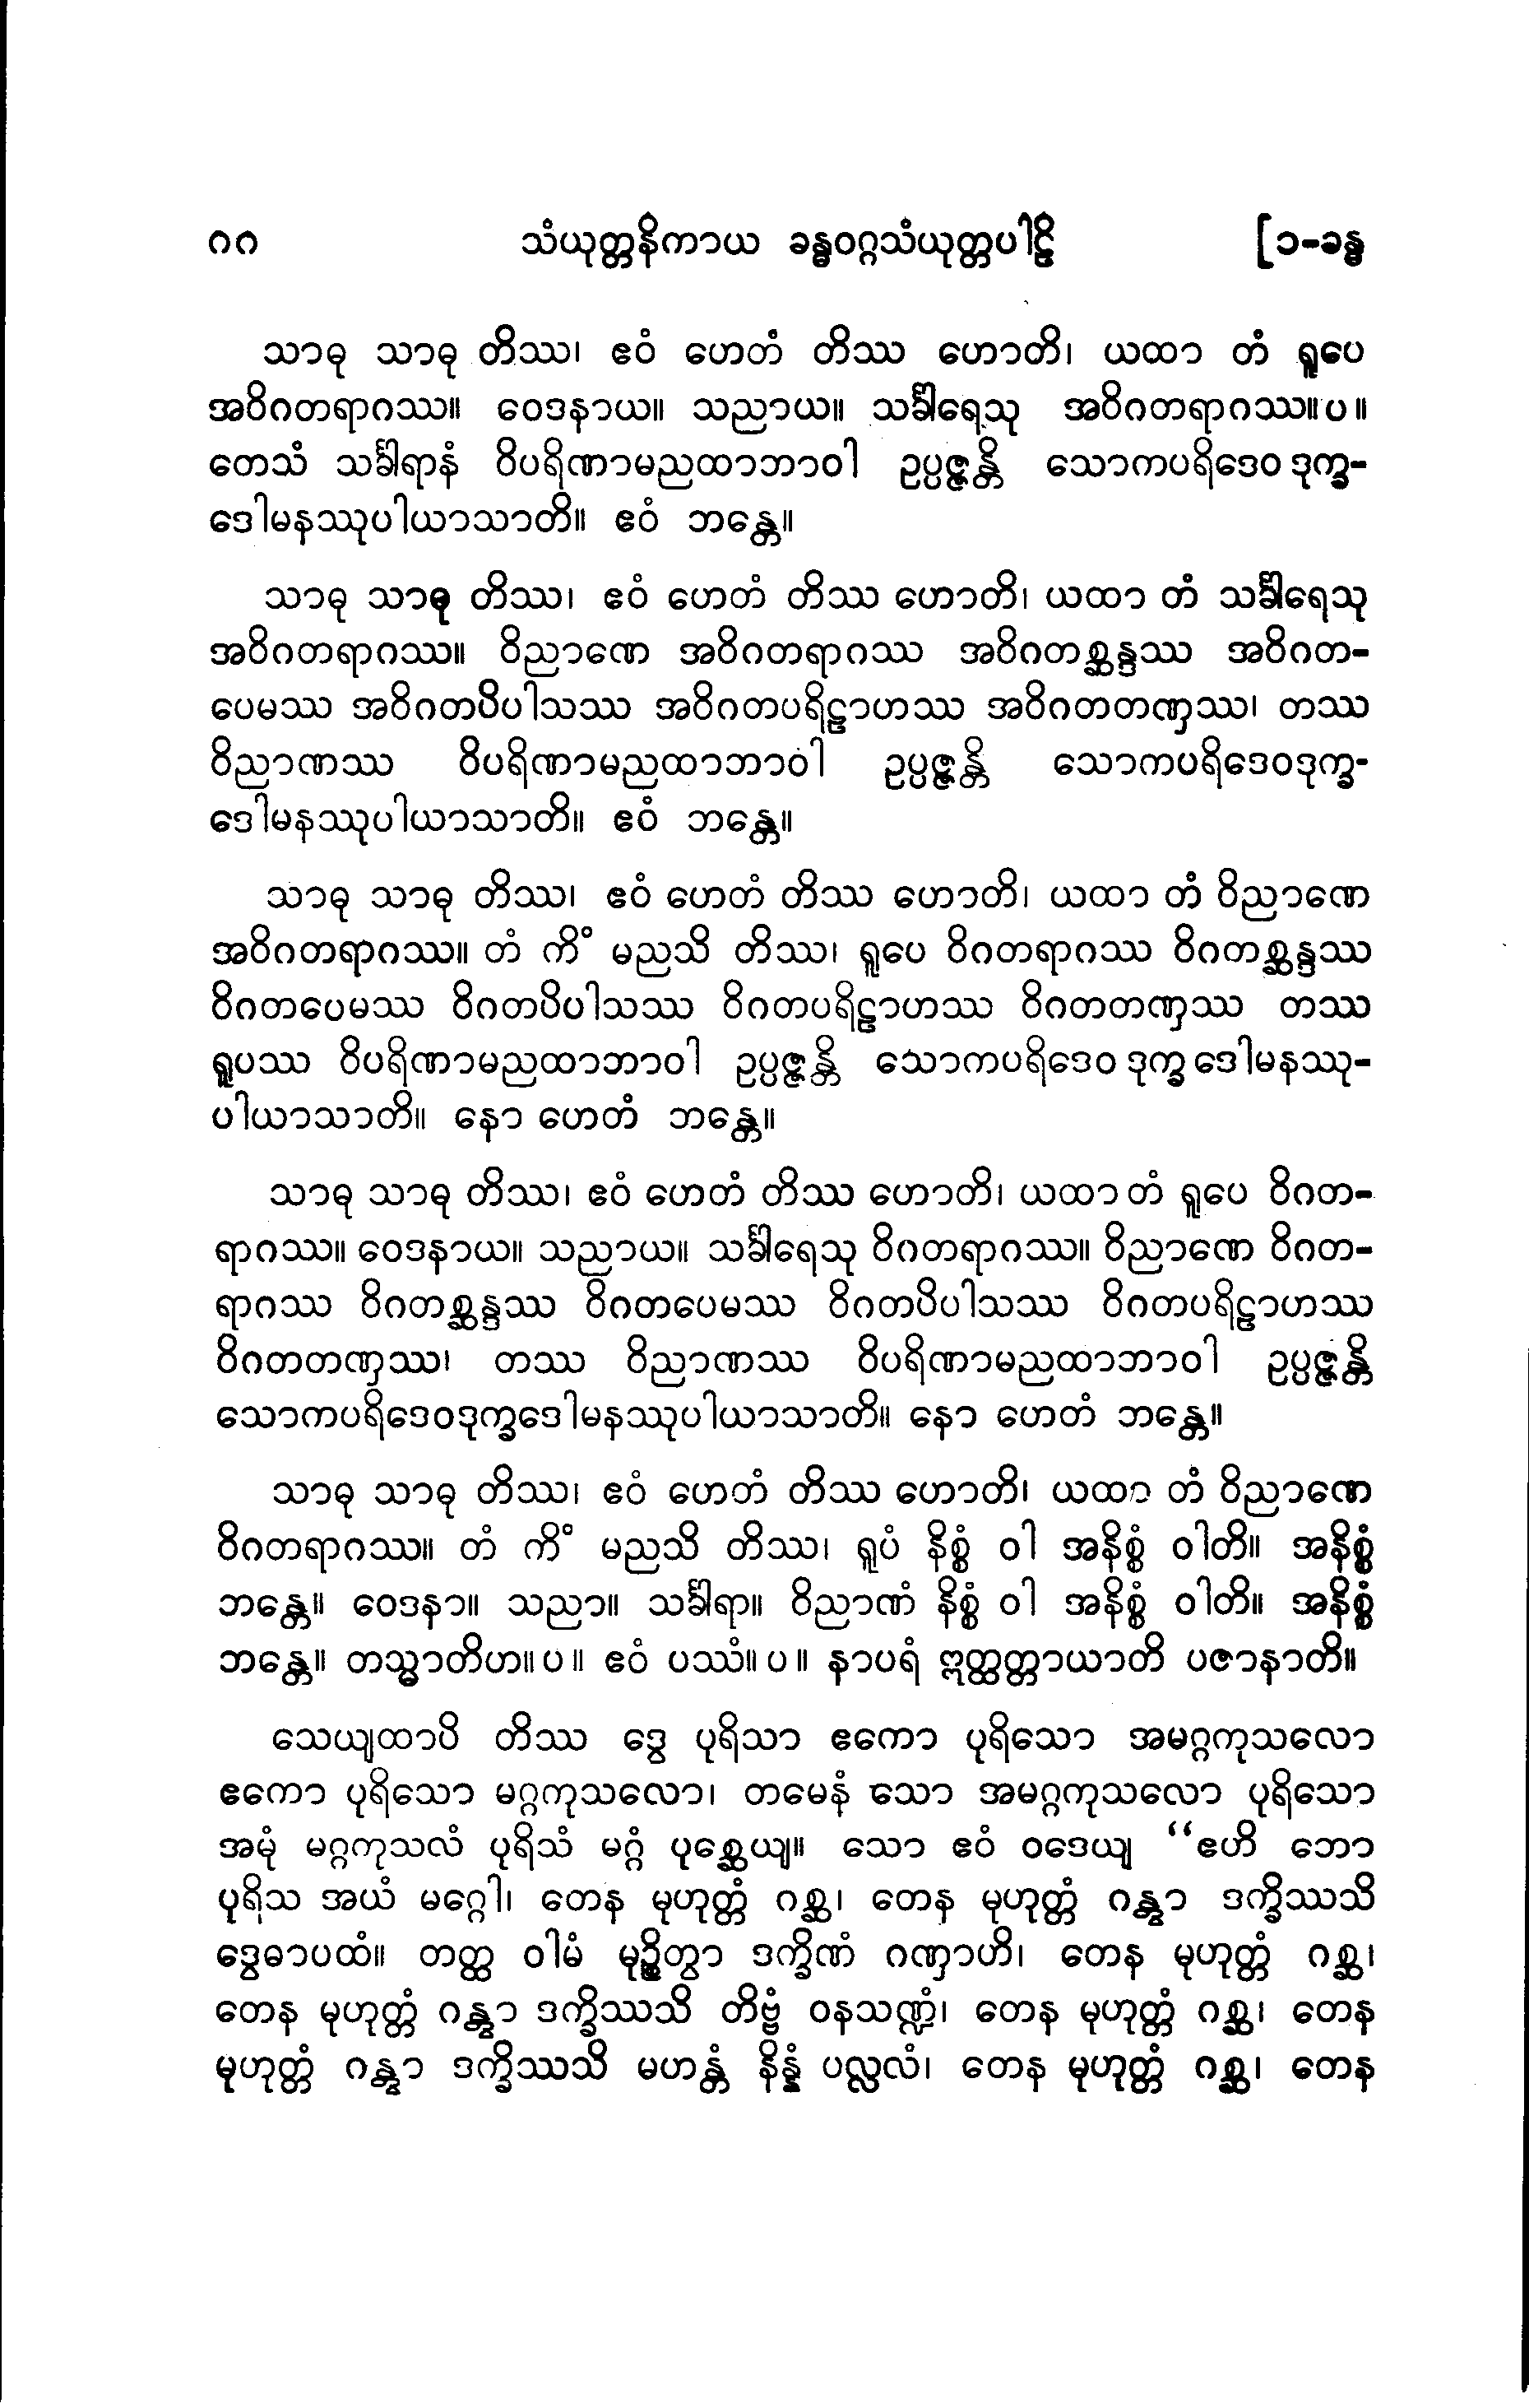 ၈၈ သံယုတ္တနိကာယ ခန္ဓဝဂ္ဂသံယုတ္တပါဠိ [၁-ခန္ဓ
သာဓု သာဓု တိဿ၊ ဧဝံ ဟေတံ တိဿ ဟောတိ၊ ယထာ တံ ရူပေ
အဝိဂတရာဂဿ။ ဝေဒနာယ။ သညာယ။ သင်္ခါရေသု အဝိဂတရာဂဿ။ပ။
တေသံ သင်္ခါရာနံ ဝိပရိဏာမညထာဘာဝါ ဥပ္ပဇ္ဇန္တိ သောကပရိဒေဝ ဒုက္ခ-
ဒေါမနဿုပါယာသာတိ။ ဧဝံ ဘန္တေ။
သာဓု သာဓု တိဿ၊ ဧဝံ ဟေတံ တိဿ ဟောတိ၊ ယထာ တံ သင်္ခါရေသု
အဝိဂတရာဂဿ။ ဝိညာဏေ အဝိဂတရာဂဿ အဝိဂတစ္ဆန္ဒဿ အဝိဂတ-
ပေမဿ အဝိဂတပိပါသဿ အဝိဂတပရိဠာဟဿ အဝိဂတတဏှဿ၊ တဿ
ဝိညာဏဿ ဝိပရိဏာမညထာဘာဝါ ဥပ္ပဇ္ဇန္တိ သောကပရိဒေဝဒုက္ခ-
ဒေါမနဿုပါယာသာတိ။ ဧဝံ ဘန္တေ။
သာဓု သာဓု တိဿ၊ ဧဝံ ဟေတံ တိဿ ဟောတိ၊ ယထာ တံ ဝိညာဏေ
အဝိဂတရာဂဿ။ တံ ကိံ မညသိ တိဿ၊ ရူပေ ဝိဂတရာဂဿ ဝိဂတစ္ဆန္ဒဿ
ဝိဂတပေမဿ ဝိဂတပိပါသဿ ဝိဂတပရိဠာဟဿ ဝိဂတတဏှဿ တဿ
ရူပဿ ဝိပရိဏာမညထာဘာဝါ ဥပ္ပဇ္ဇန္တိ သောကပရိဒေဝ ဒုက္ခ ဒေါမနဿု-
ပါယာသာတိ။ နော ဟေတံ ဘန္တေ။
သာဓု သာဓု တိဿ၊ ဧဝံ ဟေတံ တိဿ ဟောတိ၊ ယထာ တံ ရူပေ ဝိဂတ-
ရာဂဿ။ ဝေဒနာယ။ သညာယ။ သင်္ခါရေသု ဝိဂတရာဂဿ။ ဝိညာဏေ ဝိဂတ-
ရာဂဿ ဝိဂတစ္ဆန္ဒဿ ဝိဂတပေမဿ ဝိဂတပိပါသဿ ဝိဂတပရိဠာဟဿ
ဝိဂတတဏှဿ၊ တဿ ဝိညာဏဿ ဝိပရိဏာမညထာဘာဝါ ဥပ္ပဇ္ဇန္တိ
သောကပရိဒေဝဒုက္ခဒေါမနဿုပါယာသာတိ။ နော ဟေတံ ဘန္တေ။
သာဓု သာဓု တိဿ၊ ဧဝံ ဟေတံ တိဿ ဟောတိ၊ ယထာ တံ ဝိညာဏေ
ဝိဂတရာဂဿ။ တံ ကိံ မညသိ တိဿ၊ ရူပံ နိစ္စံ ဝါ အနိစ္စံ ဝါတိ။ အနိစ္စံ
ဘန္တေ။ ဝေဒနာ။ သညာ။ သင်္ခါရာ။ ဝိညာဏံ နိစ္စံ ဝါ အနိစ္စံ ဝါတိ။ အနိစ္စံ
ဘန္တေ။ တသ္မာတိဟ။ပ။ ဧဝံ ပဿံ။ပ။ နာပရံ ဣတ္ထတ္တာယာတိ ပဇာနာတိ။
သေယျထာပိ တိဿ ဒွေ ပုရိသာ ဧကော ပုရိသော အမဂ္ဂကုသလော
ဧကော ပုရိသော မဂ္ဂကုသလော၊ တမေနံ သော အမဂ္ဂကုသလော ပုရိသော
အမုံ မဂ္ဂကုသလံ ပုရိသံ မဂ္ဂံ ပုစ္ဆေယျ။ သော ဧဝံ ဝဒေယျ “ဧဟိ ဘော
ပုရိသ အယံ မဂ္ဂေါ၊ တေန မုဟုတ္တံ ဂစ္ဆ၊ တေန မုဟုတ္တံ ဂန္တွာ ဒက္ခိဿသိ
ဒွေဓာပထံ။ တတ္ထ ဝါမံ မုဉ္စိတွာ ဒက္ခိဏံ ဂဏှာဟိ၊ တေန မုဟုတ္တံ ဂစ္ဆ၊
တေန မုဟုတ္တံ ဂန္တွာ ဒက္ခိဿသိ တိဗ္ဗံ ဝနသဏ္ဍံ၊ တေန မုဟုတ္တံ ဂစ္ဆ၊ တေန
မုဟုတ္တံ ဂန္တွာ ဒက္ခိဿသိ မဟန္တံ နိန္နံ ပလ္လလံ၊ တေန မုဟုတ္တံ ဂစ္ဆ၊ တေန